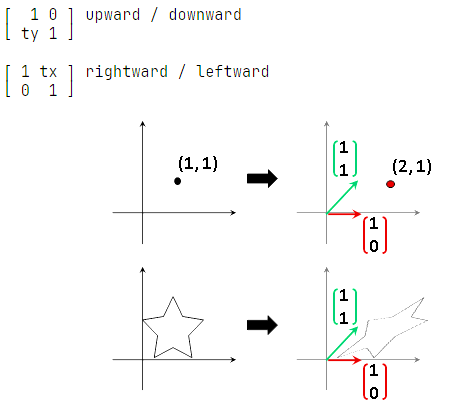 [ 1 0 ] upward / downward
[ ty 1 ]
[ 1 tx ] rightward / leftward
[ 0 1 ]
(1,1)
(1
1)
(2,1)
(1
0)
(1
1)
(1
0)